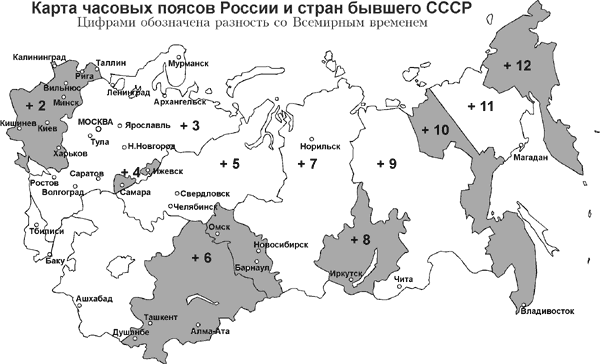 Карта часовых поясов России и стран бывшего СССР
Цифрами обозначена разность со Всемирным временем
Калининград
Таллин
Мурманск
Рига
Вильнюс
Ленинград
Минск
Архангельск
+ 2
+ 12
+ 11
Кишинев
Киев
МОСКВА
Ярославль
+ 3
+ 10
Тула
Норильск
Харьков
Н.Новгород
Магадан
+ 4
Ижевск
+ 5
+ 7
+ 9
Ростов
Саратов
Самара
Волгоград
Свердловск
Челябинск
Тбилиси
Омск
Новосибирск
+ 8
Баку
+ 6
Барнаул
Иркутск
Чита
Ашхабад
Владивосток
Ташкент
Душанбе
Алма-Ата